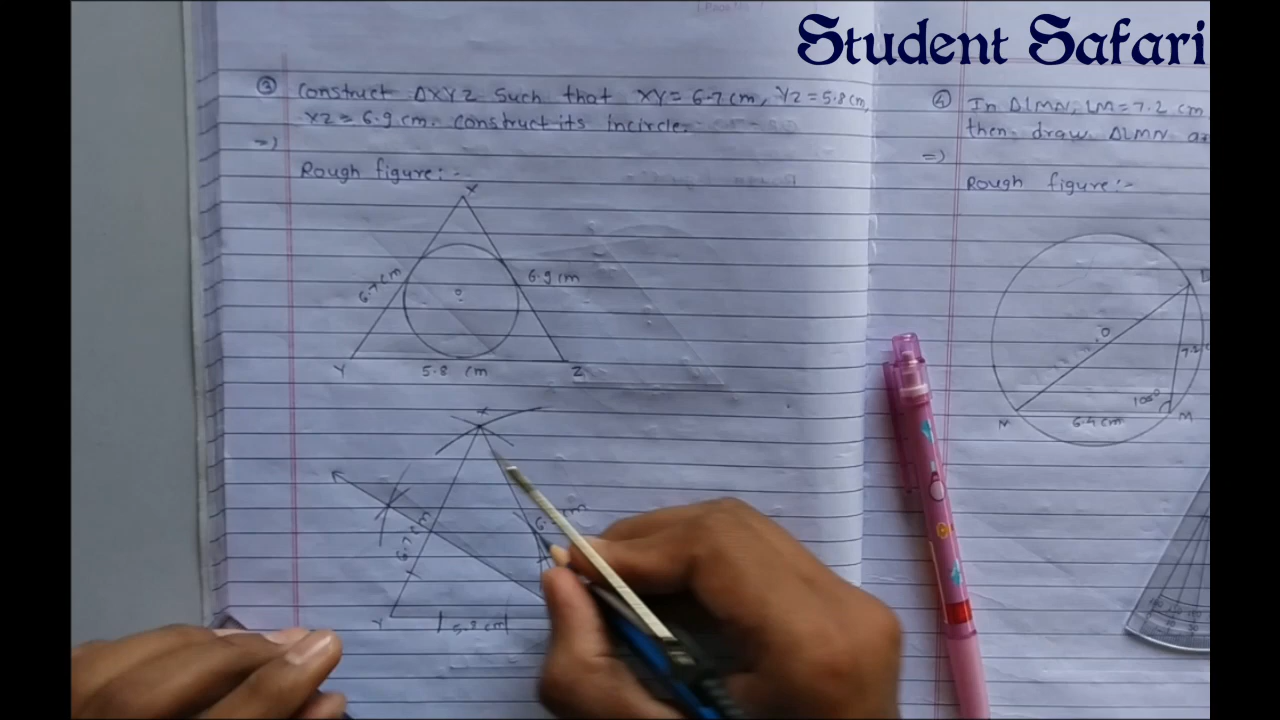 Student Safari
③ Construct ΔXYZ such that XY = 6.7 cm, YZ = 5.8 cm,
XZ = 6.9 cm. construct its incircle.
=)
Rough figure:-
X
6.7 cm
6.9 cm
O
Y
5.8 cm
Z
X
6.7 cm
Y
5.8 cm
④ In ΔLMN, LM = 7.2 cm
then draw ΔLMN
=)
Rough figure:-
L
O
7.2
105°
N
6.4 cm
M